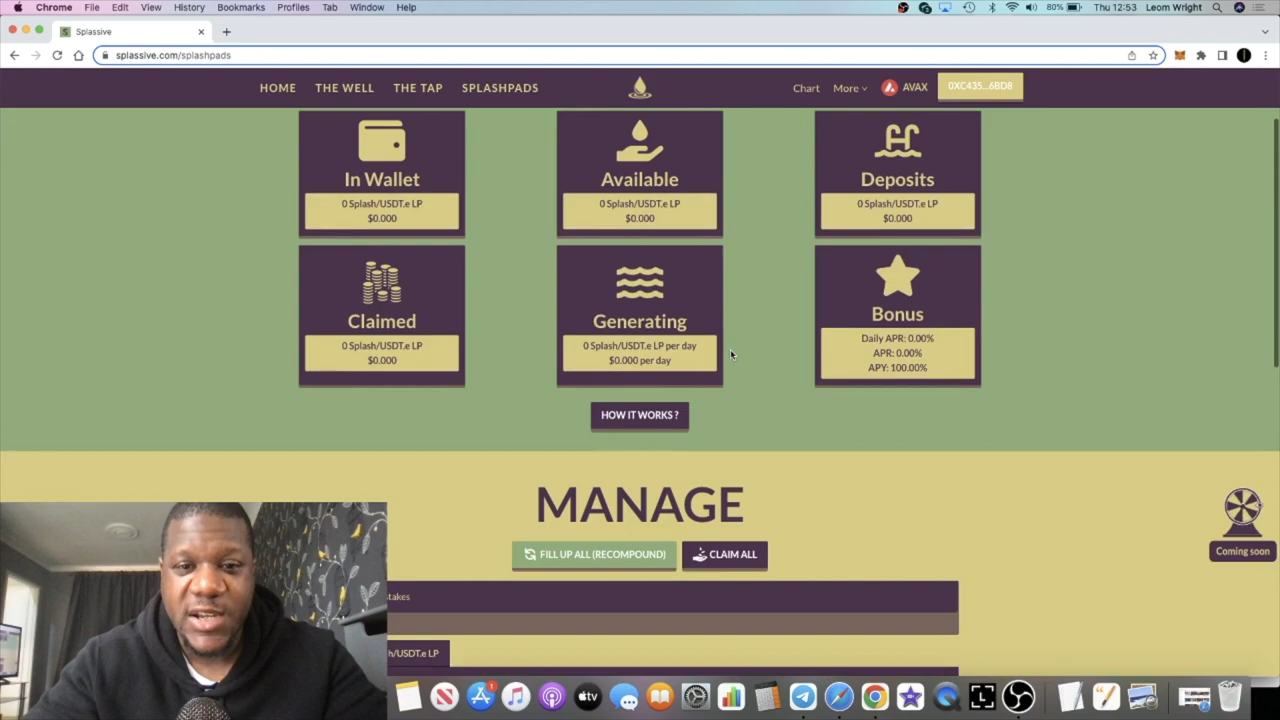 Chrome File Edit View History Bookmarks Profiles Tab Window Help 80% Thu 12:53 Leom Wright
Splassive
splassive.com/splashpads
HOME THE WELL THE TAP SPLASHPADS Chart More AVAX 0XC435...6BD8
In Wallet
0 Splash/USDT.e LP
$0.000
Available
0 Splash/USDT.e LP
$0.000
Deposits
0 Splash/USDT.e LP
$0.000
Claimed
0 Splash/USDT.e LP
$0.000
Generating
0 Splash/USDT.e LP per day
$0.000 per day
Bonus
Daily APR: 0.00%
APR: 0.00%
APY: 100.00%
HOW IT WORKS ?
MANAGE
FILL UP ALL (RECOMPOUND) CLAIM ALL
Coming soon
takes
h/USDT.e LP
1
tv